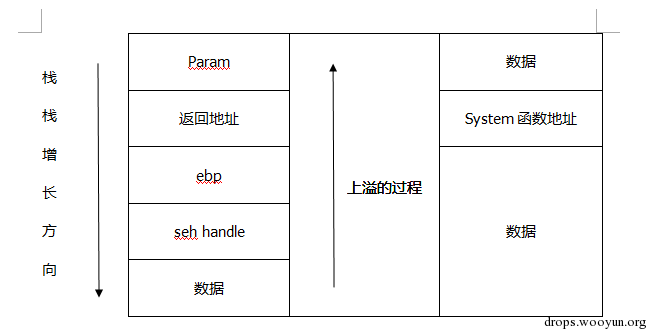 栈
栈
增
长
方
向
Param
返回地址
ebp
seh handle
数据
上溢的过程
数据
System 函数地址
数据
drops.wooyun.org